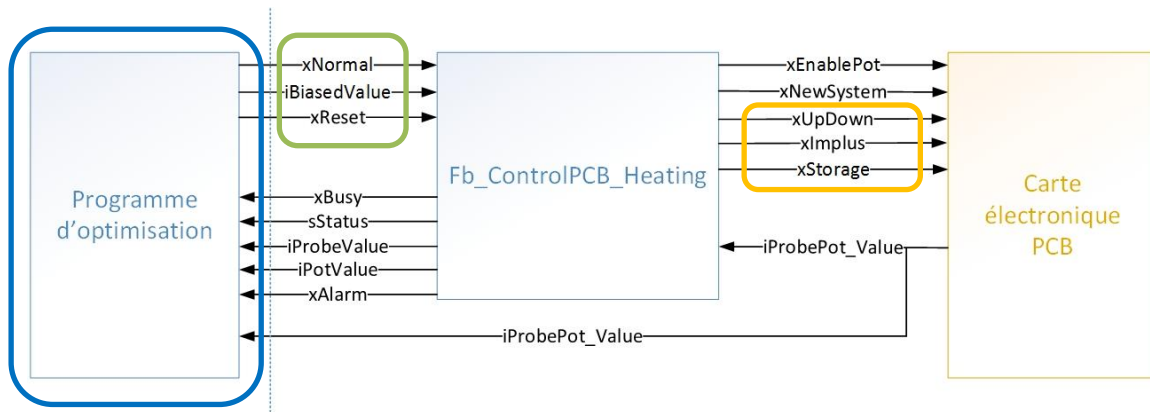 Programme
d'optimisation
xNormal
iBiasedValue
xReset
xBusy
sStatus
iProbeValue
iPotValue
xAlarm
Fb_ControlPCB_Heating
xEnablePot
xNewSystem
xUpDown
xImplus
xStorage
iProbePot_Value
iProbePot_Value
Carte
électronique
PCB